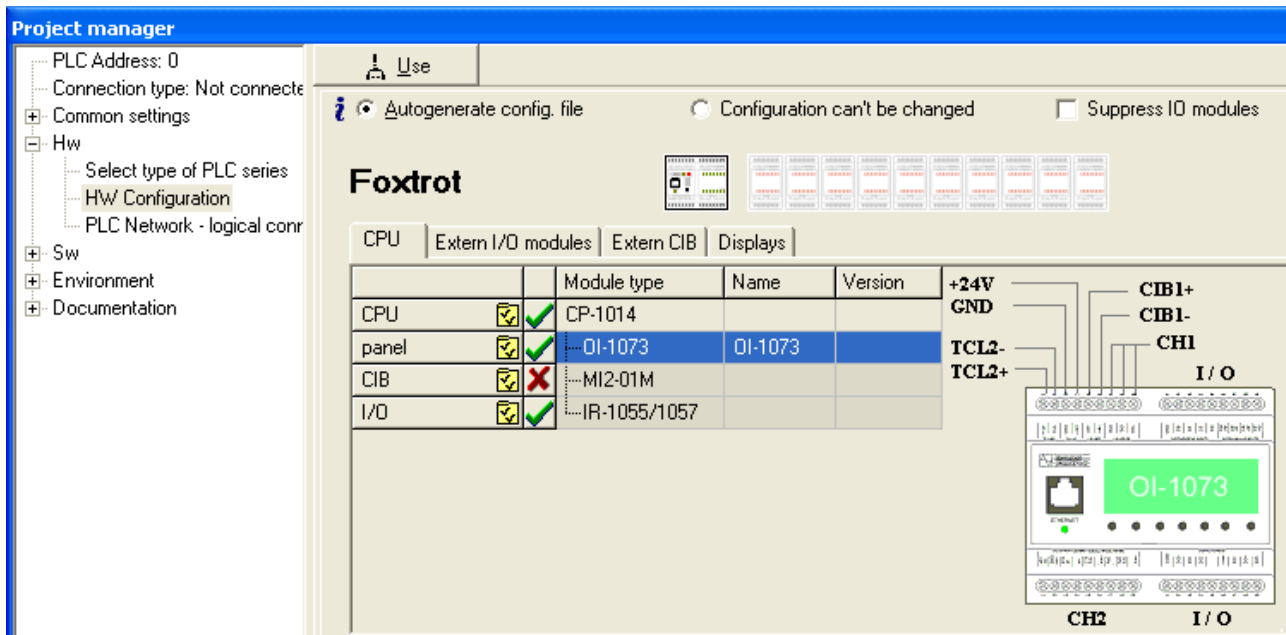 Project manager
PLC Address: 0
Connection type: Not connecte
Common settings
Hw
Select type of PLC series
HW Configuration
PLC Network - logical conr
Sw
Environment
Documentation
Use
Autogenerate config. file
Configuration can't be changed
Suppress IO modules
Foxtrot
CPU
Extern I/O modules
Extern CIB
Displays
Module type
Name
Version
CPU
CP-1014
panel
OI-1073
OI-1073
CIB
MI2-01M
I/O
IR-1055/1057
+24V
GND
TCL2-
TCL2+
CIB1+
CIB1-
CH1
I/O
OI-1073
ETHERNET
CH2
I/O